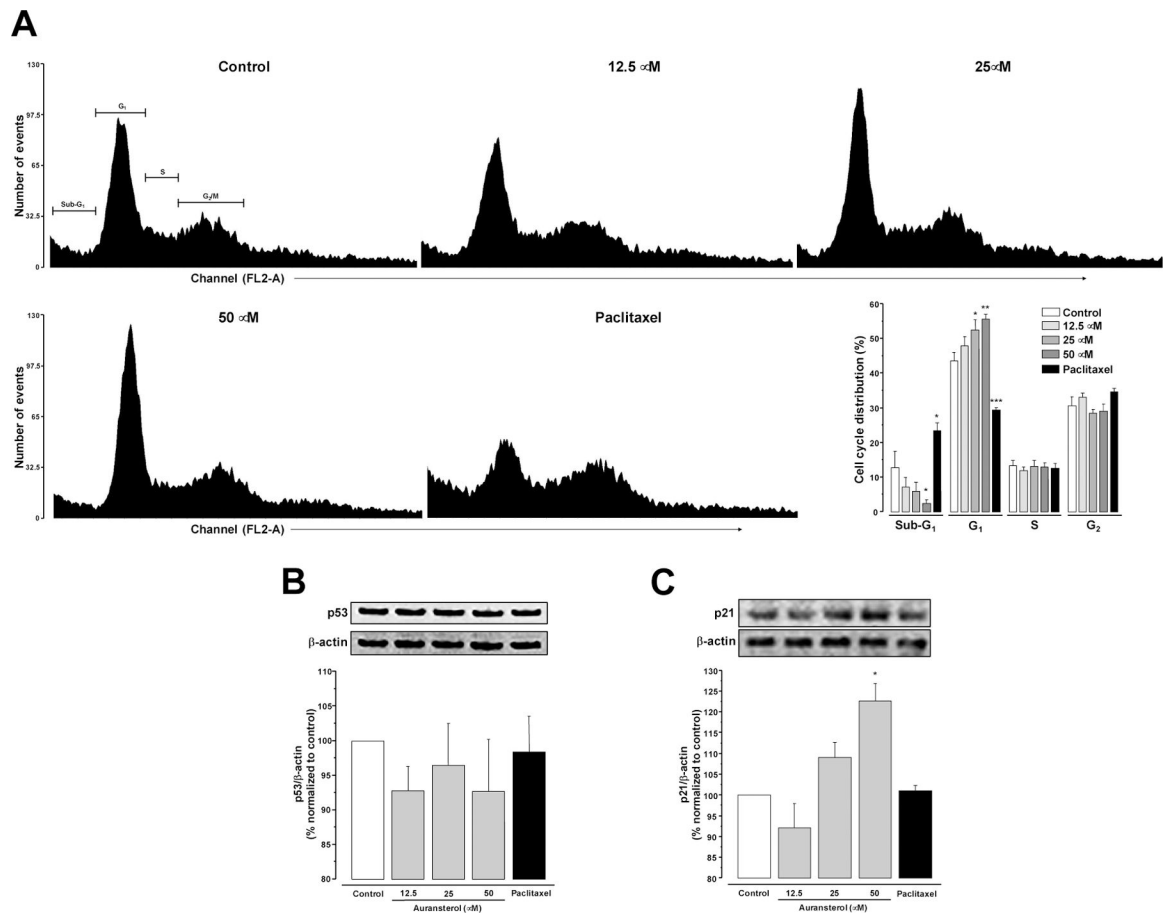 A
Control
12.5 ∝M
25∝M
130
97.5
65
32.5
0
Number of events
G₁
S
Sub-G₁
G₂/M
Channel (FL2-A)
50 ∝M
Paclitaxel
130
97.5
65
32.5
0
Number of events
Channel (FL2-A)
60
50
40
30
20
10
0
Cell cycle distribution (%)
Control
12.5 ∝M
25 ∝M
50 ∝M
Paclitaxel
*
*
*
**
***
Sub-G₁
G₁
S
G₂
B
p53
β-actin
110
105
100
95
90
85
80
p53/β-actin
(% normalized to control)
Control
12.5
25
50
Paclitaxel
Auransterol (∝M)
C
p21
β-actin
130
125
120
115
110
105
100
95
90
85
80
p21/β-actin
(% normalized to control)
*
Control
12.5
25
50
Paclitaxel
Auransterol (∝M)